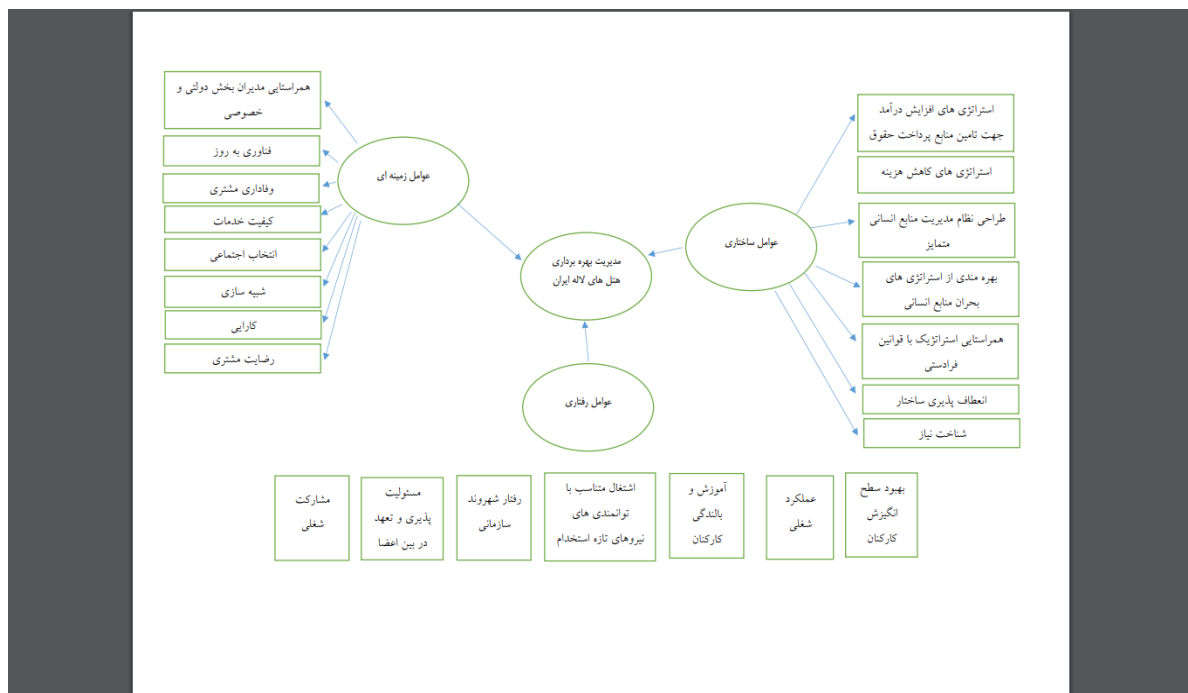 استراتژی های افزایش درآمد
جهت تامین منابع پرداخت حقوق
استراتژی های کاهش هزینه
طراحی نظام مدیریت منابع انسانی
متمایز
بهره مندی از استراتژی های
بحران منابع انسانی
همراستایی استراتژیک با قوانین
فرادستی
انعطاف پذیری ساختار
شناخت نیاز
عوامل ساختاری
مدیریت بهره برداری
هتل های لاله ایران
عوامل رفتاری
عوامل زمینه ای
همراستایی مدیران بخش دولتی و
خصوصی
فناوری به روز
وفاداری مشتری
کیفیت خدمات
انتخاب اجتماعی
شبیه سازی
کارایی
رضایت مشتری
بهبود سطح
انگیزش
کارکنان
عملکرد
شغلی
آموزش و
بالندگی
کارکنان
اشتغال متناسب با
توانمندی های
نیروهای تازه استخدام
رفتار شهروند
سازمانی
مسئولیت
پذیری و تعهد
در بین اعضا
مشارکت
شغلی